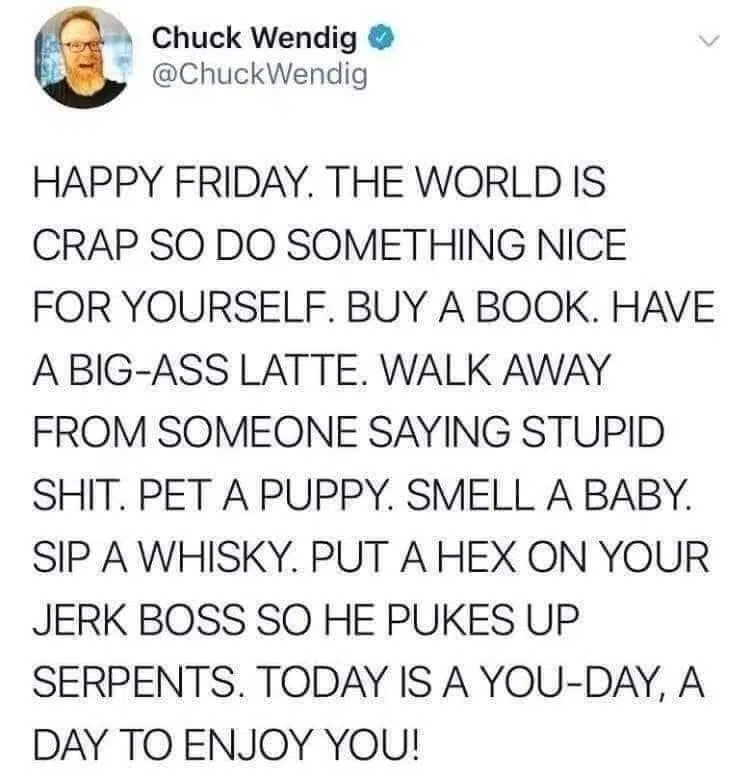 Chuck Wendig
@ChuckWendig
HAPPY FRIDAY. THE WORLD IS
CRAP SO DO SOMETHING NICE
FOR YOURSELF. BUY A BOOK. HAVE
A BIG-ASS LATTE. WALK AWAY
FROM SOMEONE SAYING STUPID
SHIT. PET A PUPPY. SMELL A BABY.
SIP A WHISKY. PUT A HEX ON YOUR
JERK BOSS SO HE PUKES UP
SERPENTS. TODAY IS A YOU-DAY, A
DAY TO ENJOY YOU!